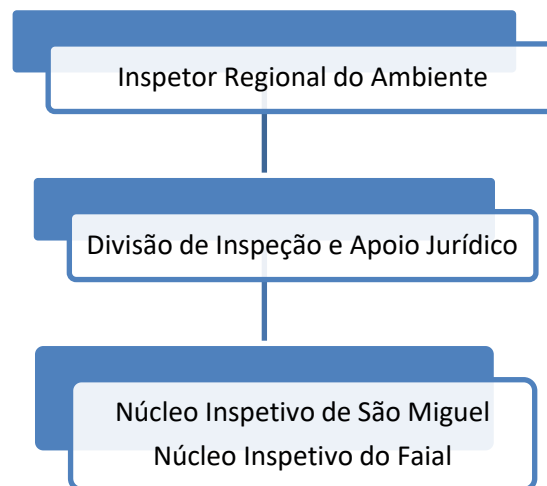 Inspetor Regional do Ambiente
Divisão de Inspeção e Apoio Jurídico
Núcleo Inspetivo de São Miguel
Núcleo Inspetivo do Faial